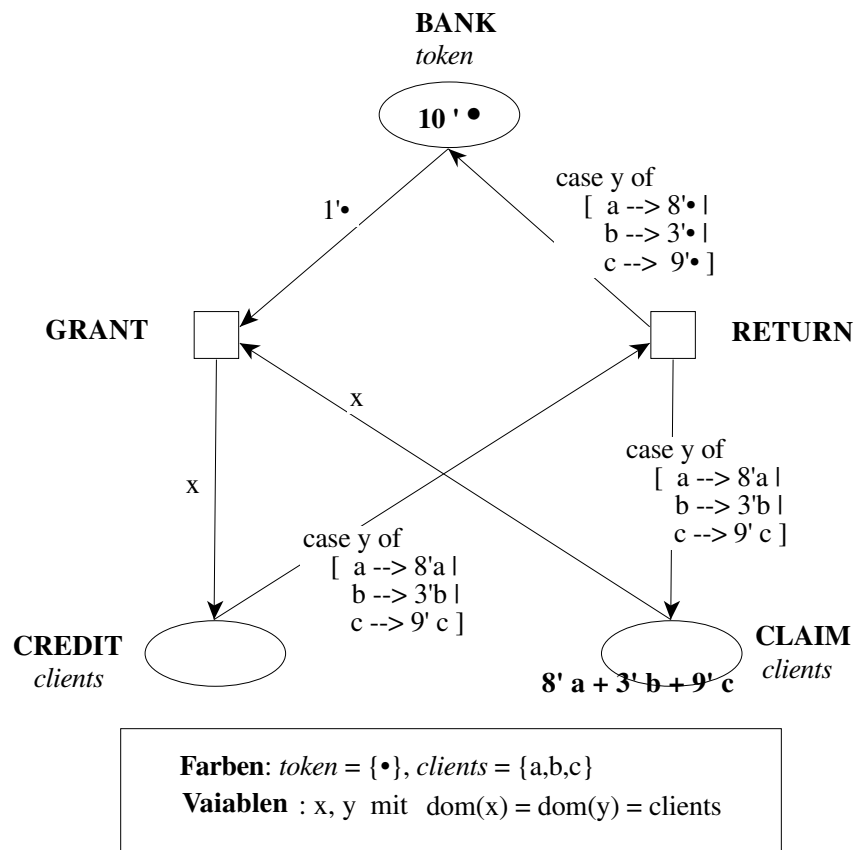 BANK
token
10 ' •
case y of
[ a --> 8'• |
b --> 3'• |
c --> 9'• ]
1'•
GRANT
RETURN
x
x
case y of
[ a --> 8'a |
b --> 3'b |
c --> 9' c ]
case y of
[ a --> 8'a |
b --> 3'b |
c --> 9' c ]
CREDIT
clients
CLAIM
clients
8' a + 3' b + 9' c
Farben: token = {•}, clients = {a,b,c}
Vaiablen : x, y mit dom(x) = dom(y) = clients